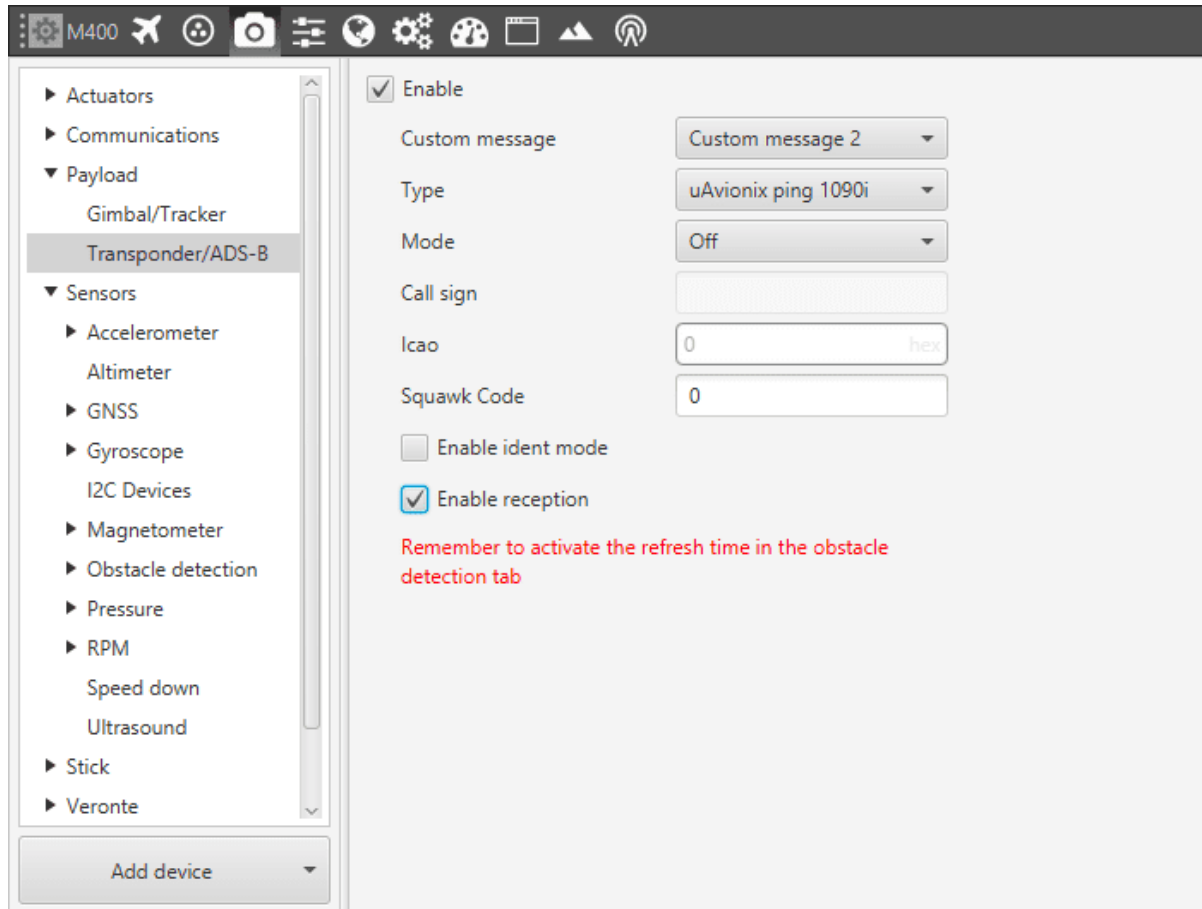 M400
Actuators
Communications
Payload
Gimbal/Tracker
Transponder/ADS-B
Sensors
Accelerometer
Altimeter
GNSS
Gyroscope
I2C Devices
Magnetometer
Obstacle detection
Pressure
RPM
Speed down
Ultrasound
Stick
Veronte
Add device
Enable
Custom message Custom message 2
Type uAvionix ping 1090i
Mode Off
Call sign
Icao 0 hex
Squawk Code 0
Enable ident mode
Enable reception
Remember to activate the refresh time in the obstacle
detection tab